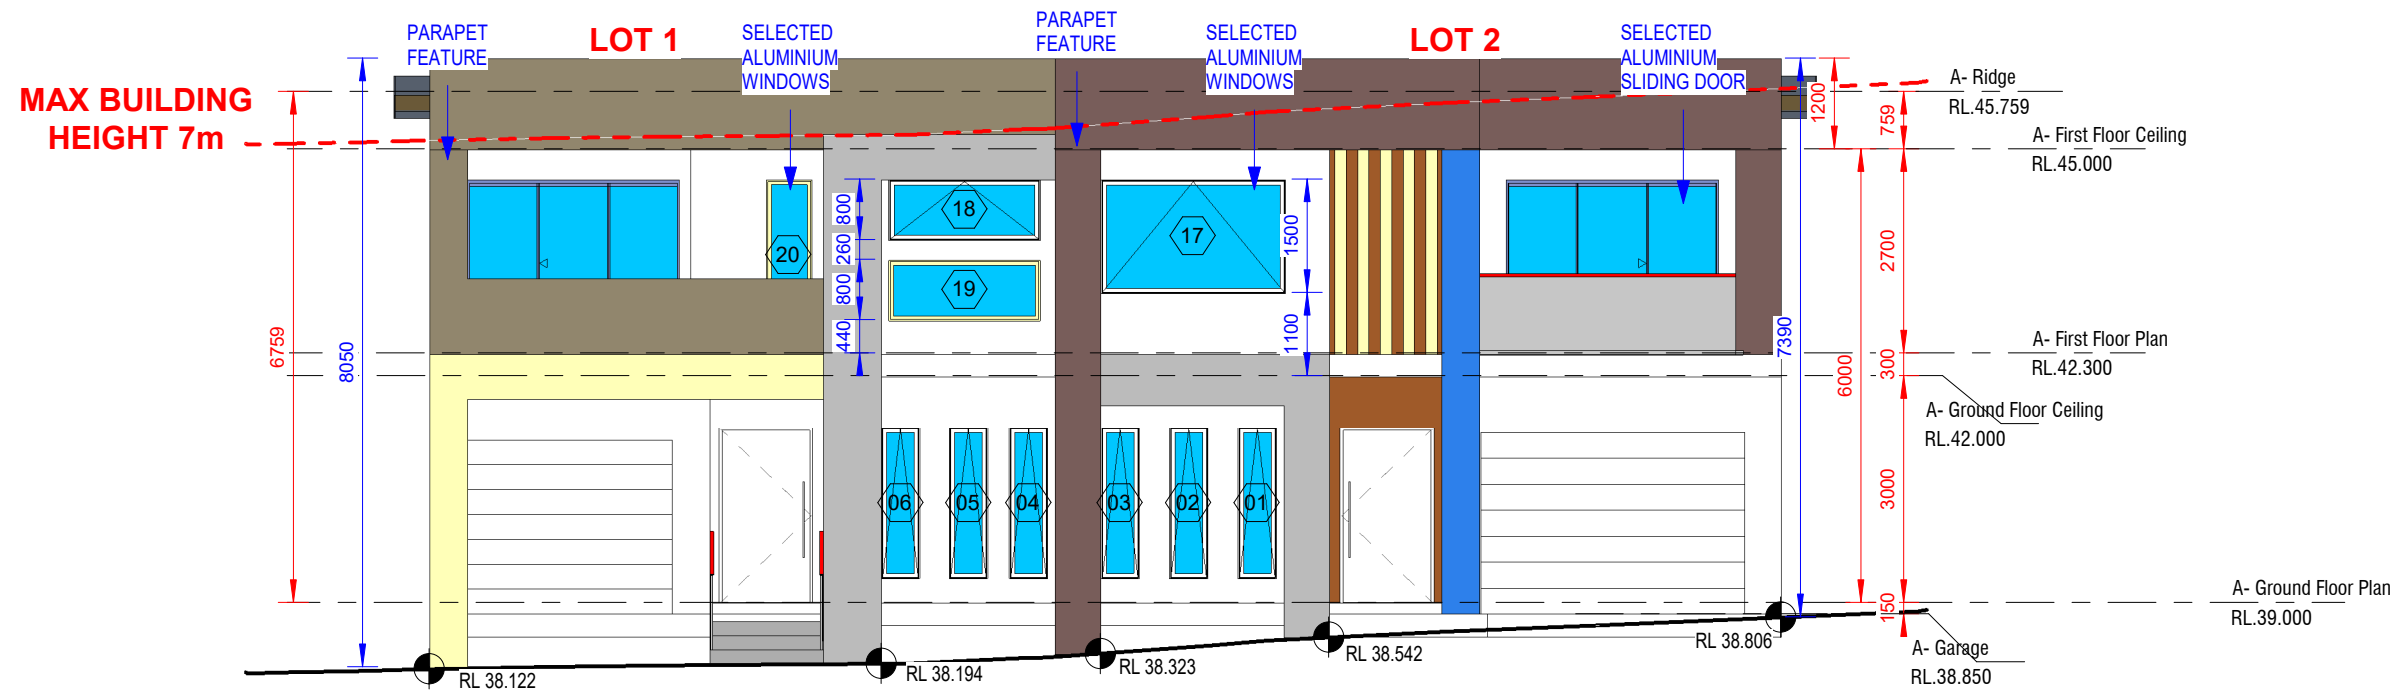 PARAPET
FEATURE
LOT 1
SELECTED
ALUMINIUM
WINDOWS
PARAPET
FEATURE
SELECTED
ALUMINIUM
WINDOWS
LOT 2
SELECTED
ALUMINIUM
SLIDING DOOR
MAX BUILDING
HEIGHT 7m
A- Ridge
RL.45.759
A- First Floor Ceiling
RL.45.000
1200
759
18
17
20
19
800
260
800
440
1500
1100
2700
6759
8050
7390
6000
300
3000
150
A- First Floor Plan
RL.42.300
A- Ground Floor Ceiling
RL.42.000
06
05
04
03
02
01
A- Ground Floor Plan
RL.39.000
A- Garage
RL.38.850
RL 38.122
RL 38.194
RL 38.323
RL 38.542
RL 38.806